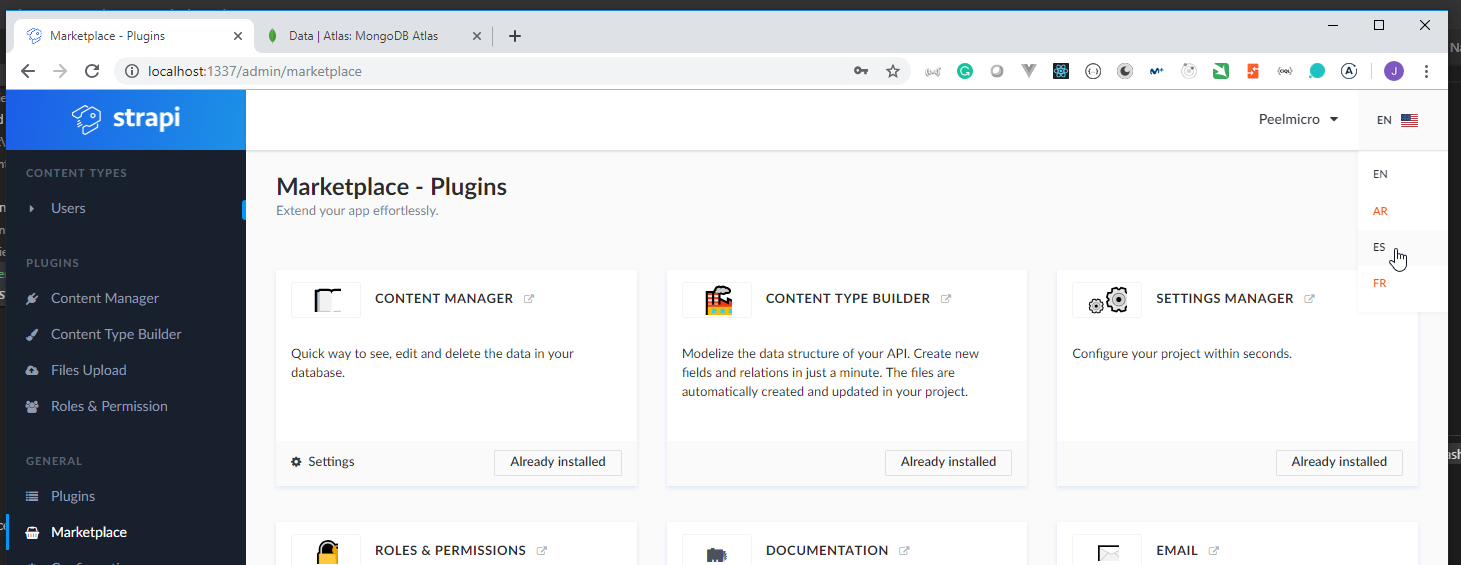 Marketplace - Plugins
Data | Atlas: MongoDB Atlas
localhost:1337/admin/marketplace
J
strapi
Peelmicro
EN
CONTENT TYPES
Users
PLUGINS
Content Manager
Content Type Builder
Files Upload
Roles & Permission
GENERAL
Plugins
Marketplace
EN
AR
ES
FR
Marketplace - Plugins
Extend your app effortlessly.
CONTENT MANAGER
Quick way to see, edit and delete the data in your
database.
Settings
Already installed
CONTENT TYPE BUILDER
Modelize the data structure of your API. Create new
fields and relations in just a minute. The files are
automatically created and updated in your project.
Already installed
SETTINGS MANAGER
Configure your project within seconds.
Already installed
ROLES & PERMISSIONS
DOCUMENTATION
EMAIL